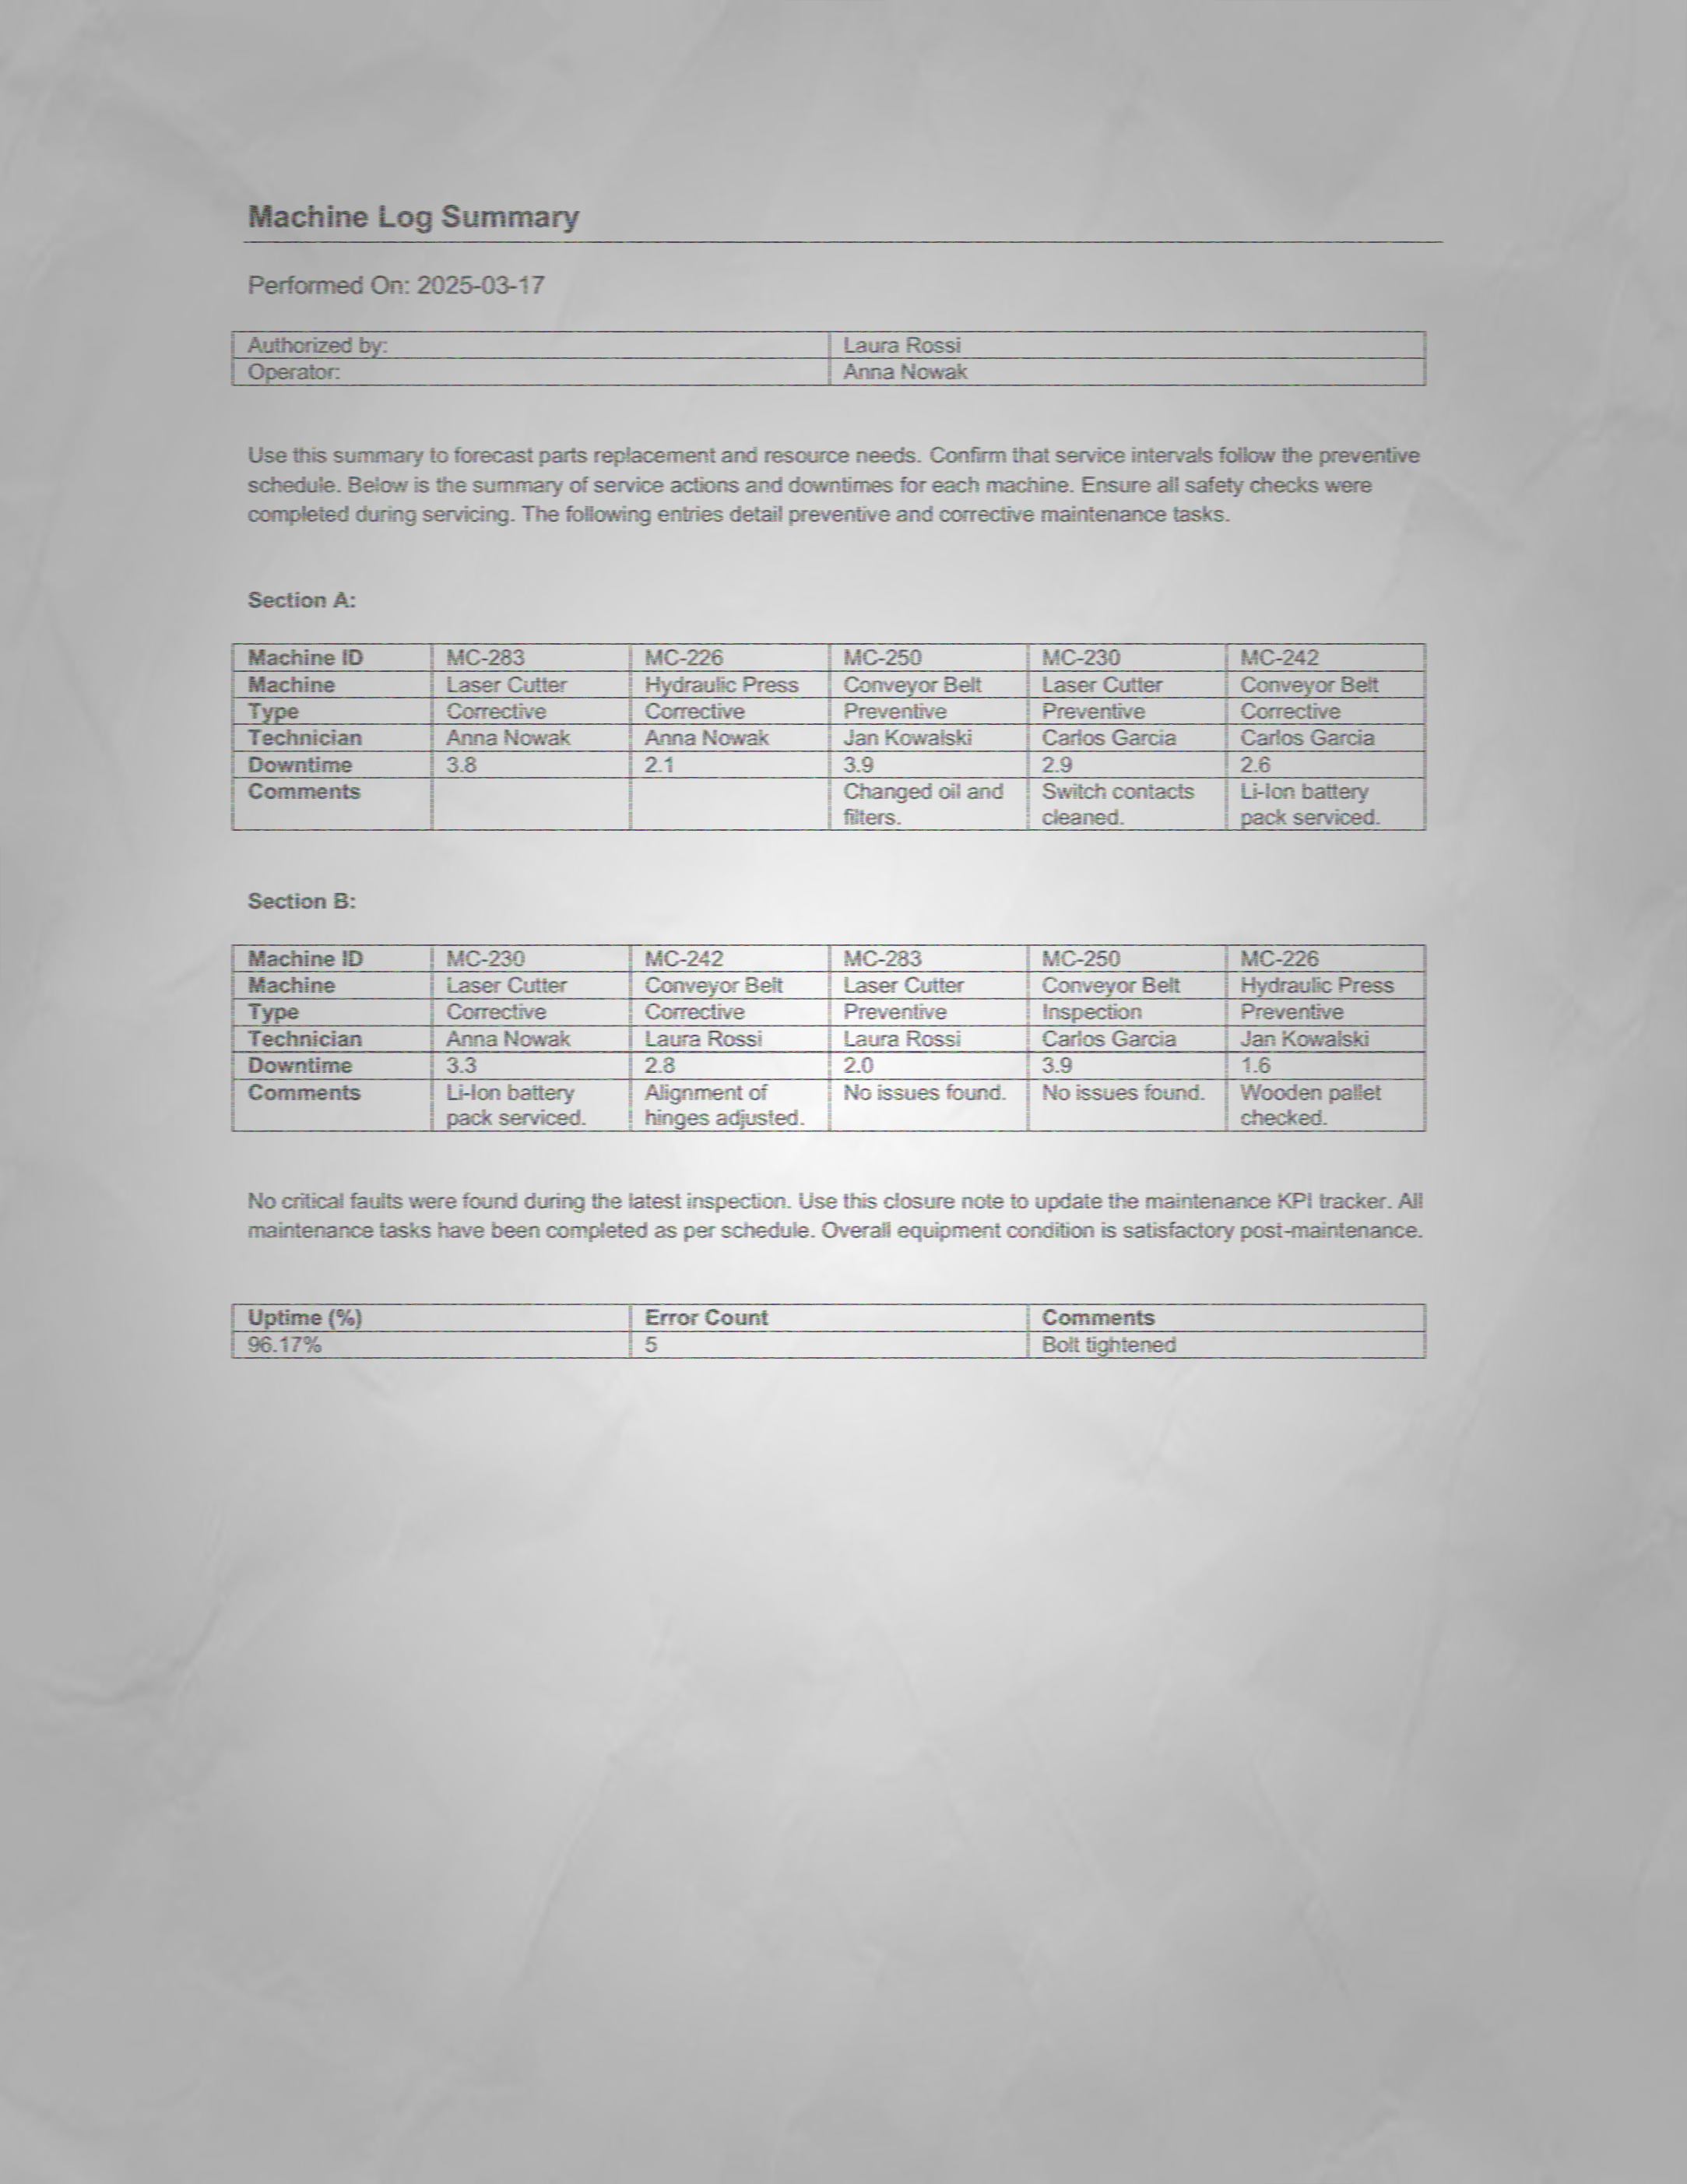 Machine Log Summary
Performed On: 2025-03-17
Authorized by: Laura Rossi
Operator: Anna Nowak
Use this summary to forecast parts replacement and resource needs. Confirm that service intervals follow the preventive
schedule. Below is the summary of service actions and downtimes for each machine. Ensure all safety checks were
completed during servicing. The following entries detail preventive and corrective maintenance tasks.
Section A:
Machine ID MC-283 MC-226 MC-250 MC-230 MC-242
Machine Laser Cutter Hydraulic Press Conveyor Belt Laser Cutter Conveyor Belt
Type Corrective Corrective Preventive Preventive Corrective
Technician Anna Nowak Anna Nowak Jan Kowalski Carlos Garcia Carlos Garcia
Downtime 3.8 2.1 3.9 2.9 2.6
Comments Changed oil and Switch contacts Li-Ion battery
filters. cleaned. pack serviced.
Section B:
Machine ID MC-230 MC-242 MC-283 MC-250 MC-226
Machine Laser Cutter Conveyor Belt Laser Cutter Conveyor Belt Hydraulic Press
Type Corrective Corrective Preventive Inspection Preventive
Technician Anna Nowak Laura Rossi Laura Rossi Carlos Garcia Jan Kowalski
Downtime 3.3 2.8 2.0 3.9 1.6
Comments Li-Ion battery Alignment of No issues found. No issues found. Wooden pallet
pack serviced. hinges adjusted. checked.
No critical faults were found during the latest inspection. Use this closure note to update the maintenance KPI tracker. All
maintenance tasks have been completed as per schedule. Overall equipment condition is satisfactory post-maintenance.
Uptime (%) Error Count Comments
96.17% 5 Bolt tightened